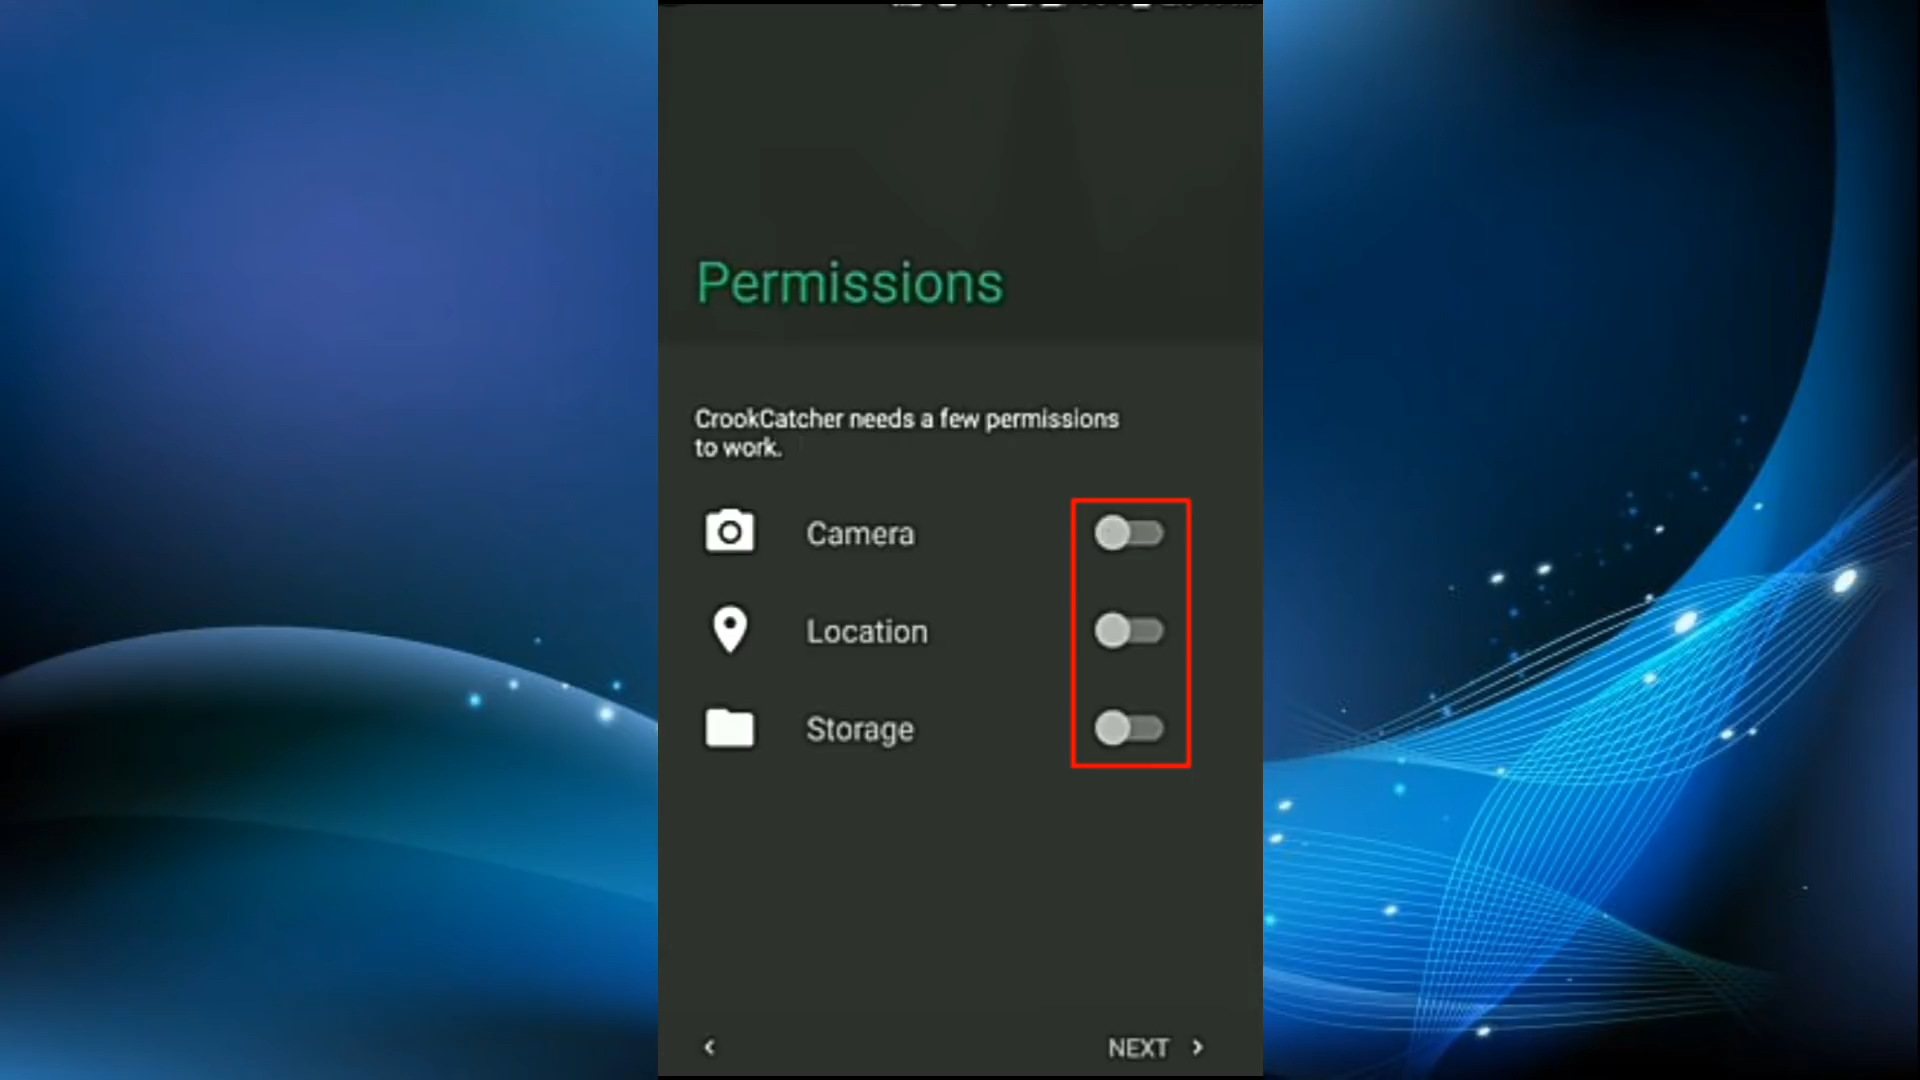 Permissions
CrookCatcher needs a few permissions
to work.
Camera
Location
Storage
NEXT